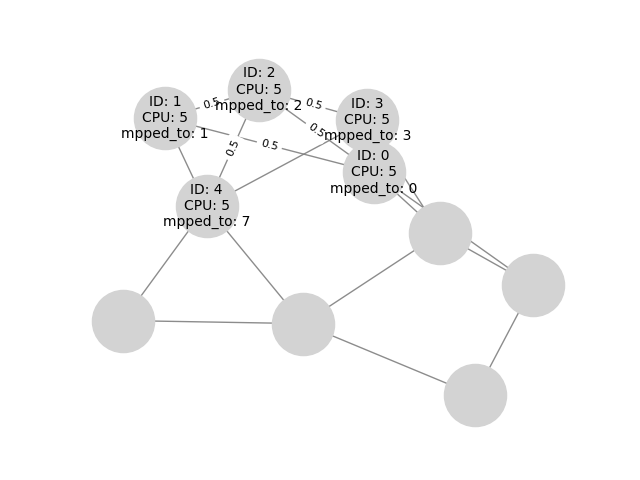 ID: 2
CPU: 5
mpped_to: 2
ID: 1
CPU: 5
mpped_to: 1
ID: 3
CPU: 5
mpped_to: 3
ID: 0
CPU: 5
mpped_to: 0
ID: 4
CPU: 5
mpped_to: 7
0.5
0.5
0.5
0.5
0.5